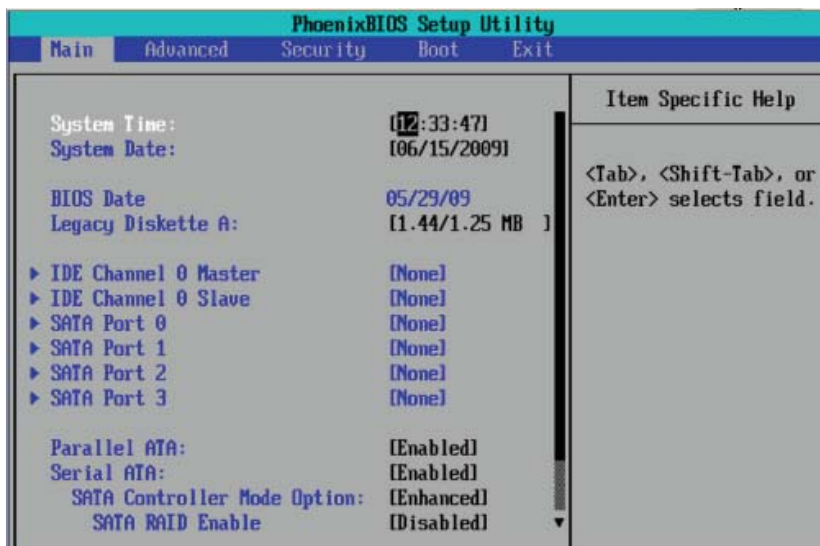 PhoenixBIOS Setup Utility
Main Advanced Security Boot Exit
Item Specific Help
System Time: [12:33:47]
System Date: [06/15/2009]
<Tab>, <Shift-Tab>, or
<Enter> selects field.
BIOS Date 05/29/09
Legacy Diskette A: [1.44/1.25 MB ]
IDE Channel 0 Master [None]
IDE Channel 0 Slave [None]
SATA Port 0 [None]
SATA Port 1 [None]
SATA Port 2 [None]
SATA Port 3 [None]
Parallel ATA: [Enabled]
Serial ATA: [Enabled]
SATA Controller Mode Option: [Enhanced]
SATA RAID Enable [Disabled]